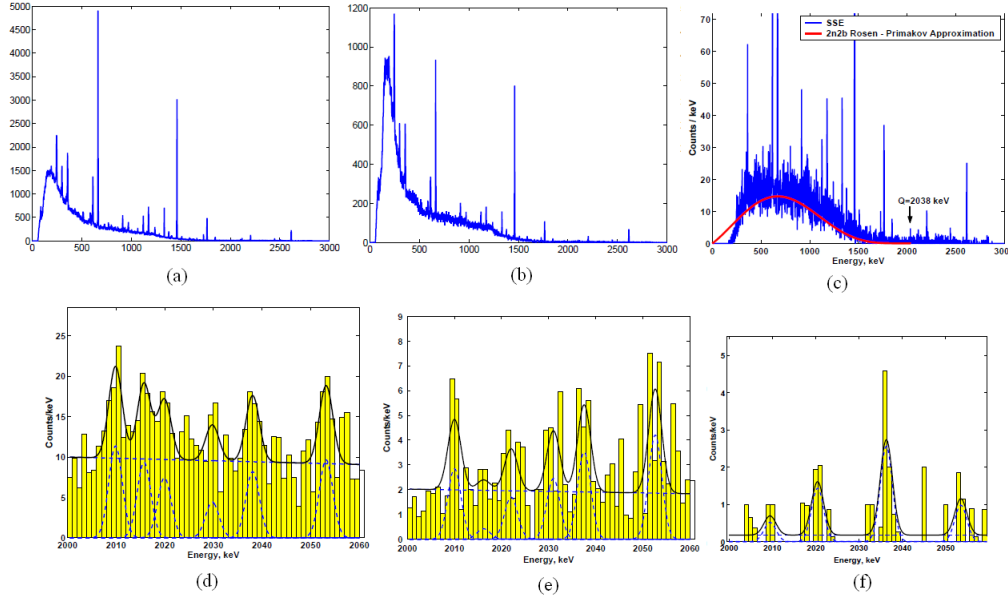 5000
4500
4000
3500
3000
2500
2000
1500
1000
500
0
0 500 1000 1500 2000 2500 3000
(a)
1200
1000
800
600
400
200
0
0 500 1000 1500 2000 2500 3000
(b)
SSE
2n2b Rosen - Primakov Approximation
70
60
50
40
30
20
10
0
Counts / keV
Q=2038 keV
0 500 1000 1500 2000 2500 3000
Energy, keV
(c)
25
20
15
10
5
0
Counts/keV
2000 2010 2020 2030 2040 2050 2060
Energy, keV
(d)
9
8
7
6
5
4
3
2
1
0
Counts/keV
2000 2010 2020 2030 2040 2050 2060
Energy, keV
(e)
5
4
3
2
1
0
Counts/keV
2000 2010 2020 2030 2040 2050
Energy, keV
(f)